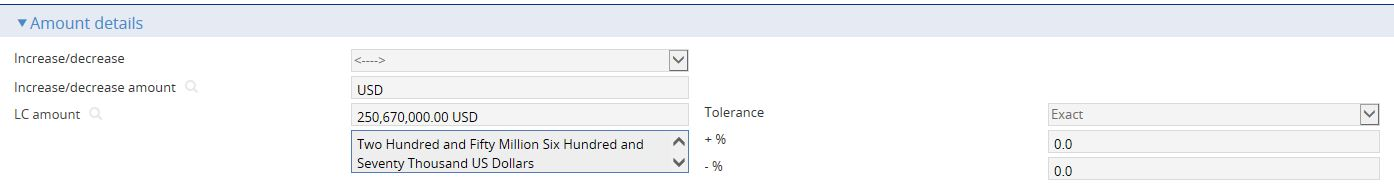 Amount details
Increase/decrease
<---->
Increase/decrease amount
USD
LC amount
250,670,000.00 USD
Tolerance
Exact
Two Hundred and Fifty Million Six Hundred and
Seventy Thousand US Dollars
+ %
0.0
- %
0.0